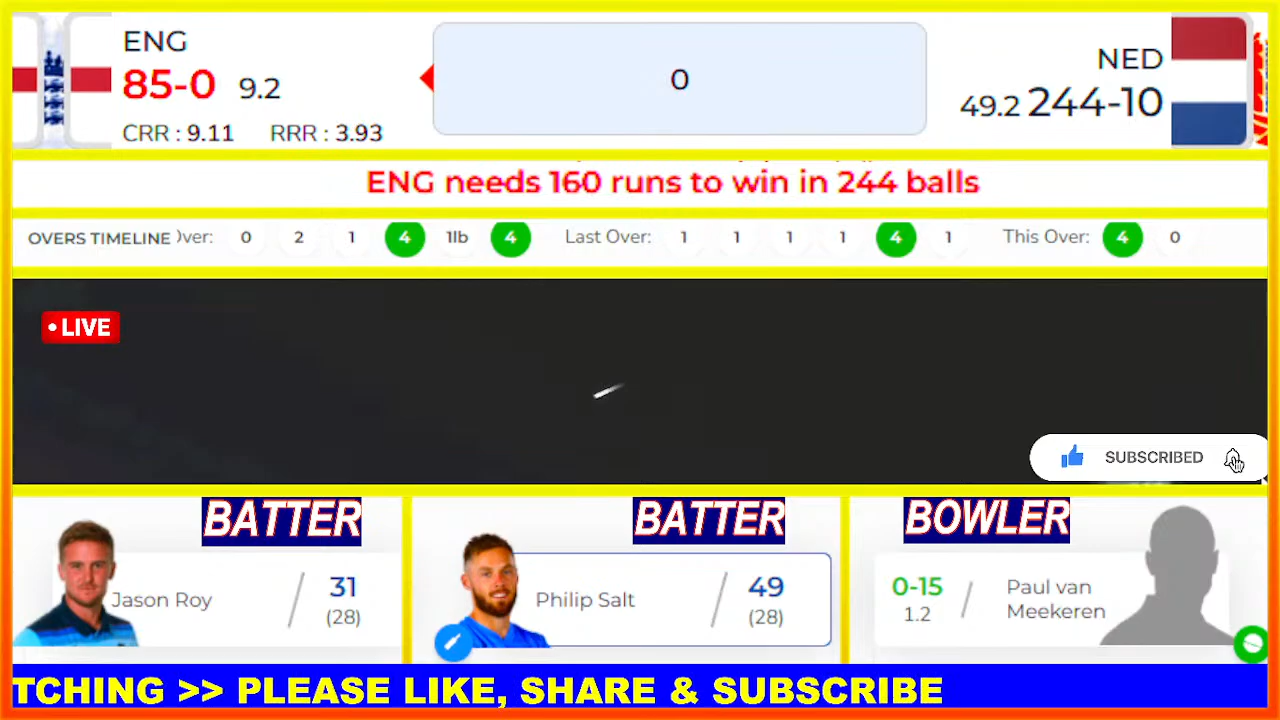 ENG
85-0 9.2
CRR : 9.11 RRR : 3.93
0
NED
49.2 244-10
ENG needs 160 runs to win in 244 balls
OVERS TIMELINE ver: 0 2 1 4 1lb 4 Last Over: 1 1 1 1 4 1 This Over: 4 0
• LIVE
SUBSCRIBED
BATTER
Jason Roy / 31
(28)
BATTER
Philip Salt / 49
(28)
BOWLER
0-15
1.2 / Paul van
Meekeren
TCHING >> PLEASE LIKE, SHARE & SUBSCRIBE